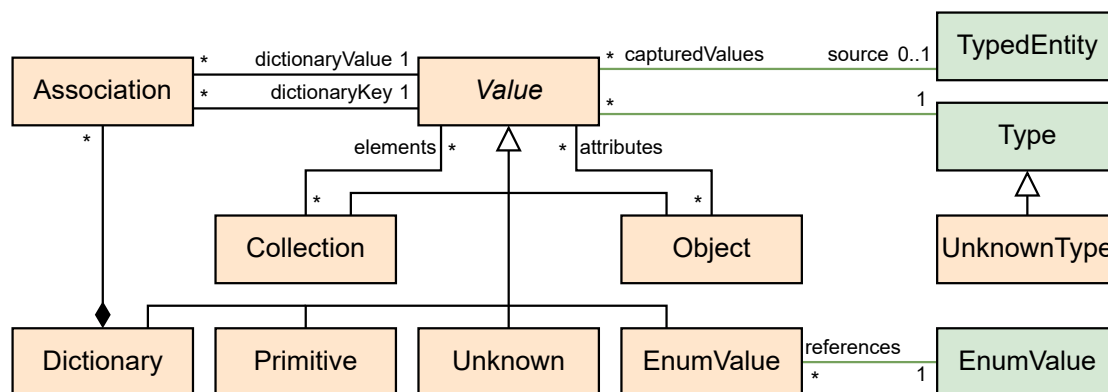 * dictionaryValue 1
* capturedValues source 0..1
TypedEntity
Association
Value
* dictionaryKey 1
* 1
Type
*
elements *
* attributes
*
*
Collection
Object
UnknownType
Dictionary
Primitive
Unknown
EnumValue
references
* 1
EnumValue